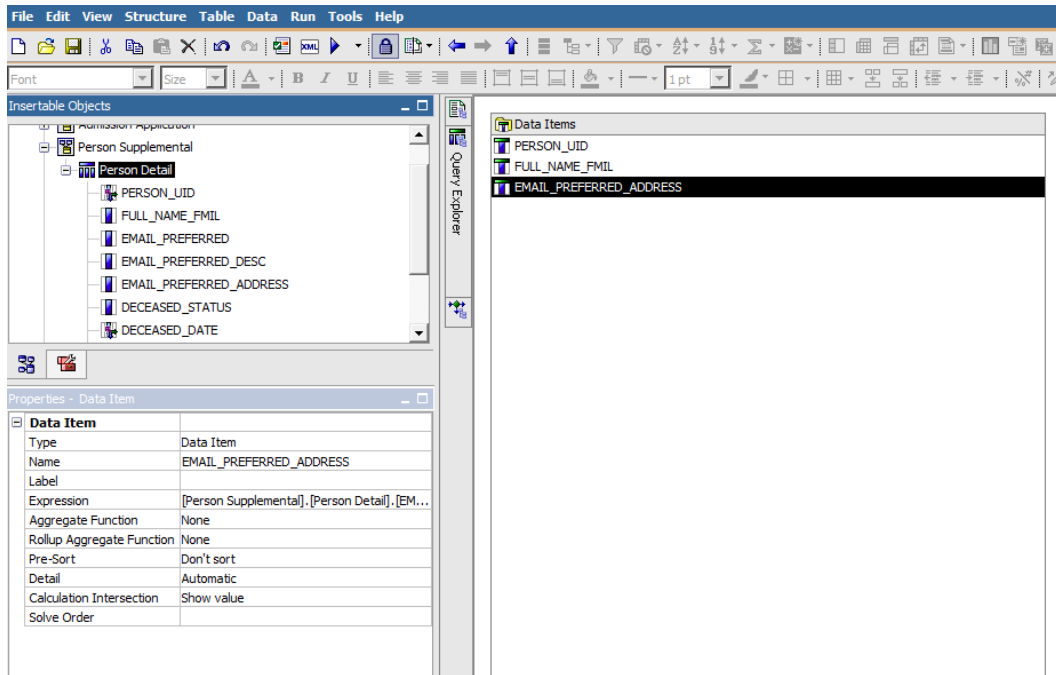 File Edit View Structure Table Data Run Tools Help
Font Size A B I U 1 pt
Insertable Objects
Admission Application
Person Supplemental
Person Detail
PERSON_UID
FULL_NAME_FMIL
EMAIL_PREFERRED
EMAIL_PREFERRED_DESC
EMAIL_PREFERRED_ADDRESS
DECEASED_STATUS
DECEASED_DATE
Properties - Data Item
Data Item
Type Data Item
Name EMAIL_PREFERRED_ADDRESS
Label
Expression [Person Supplemental].[Person Detail].[EM...
Aggregate Function None
Rollup Aggregate Function None
Pre-Sort Don't sort
Detail Automatic
Calculation Intersection Show value
Solve Order
Query Explorer
Data Items
PERSON_UID
FULL_NAME_FMIL
EMAIL_PREFERRED_ADDRESS